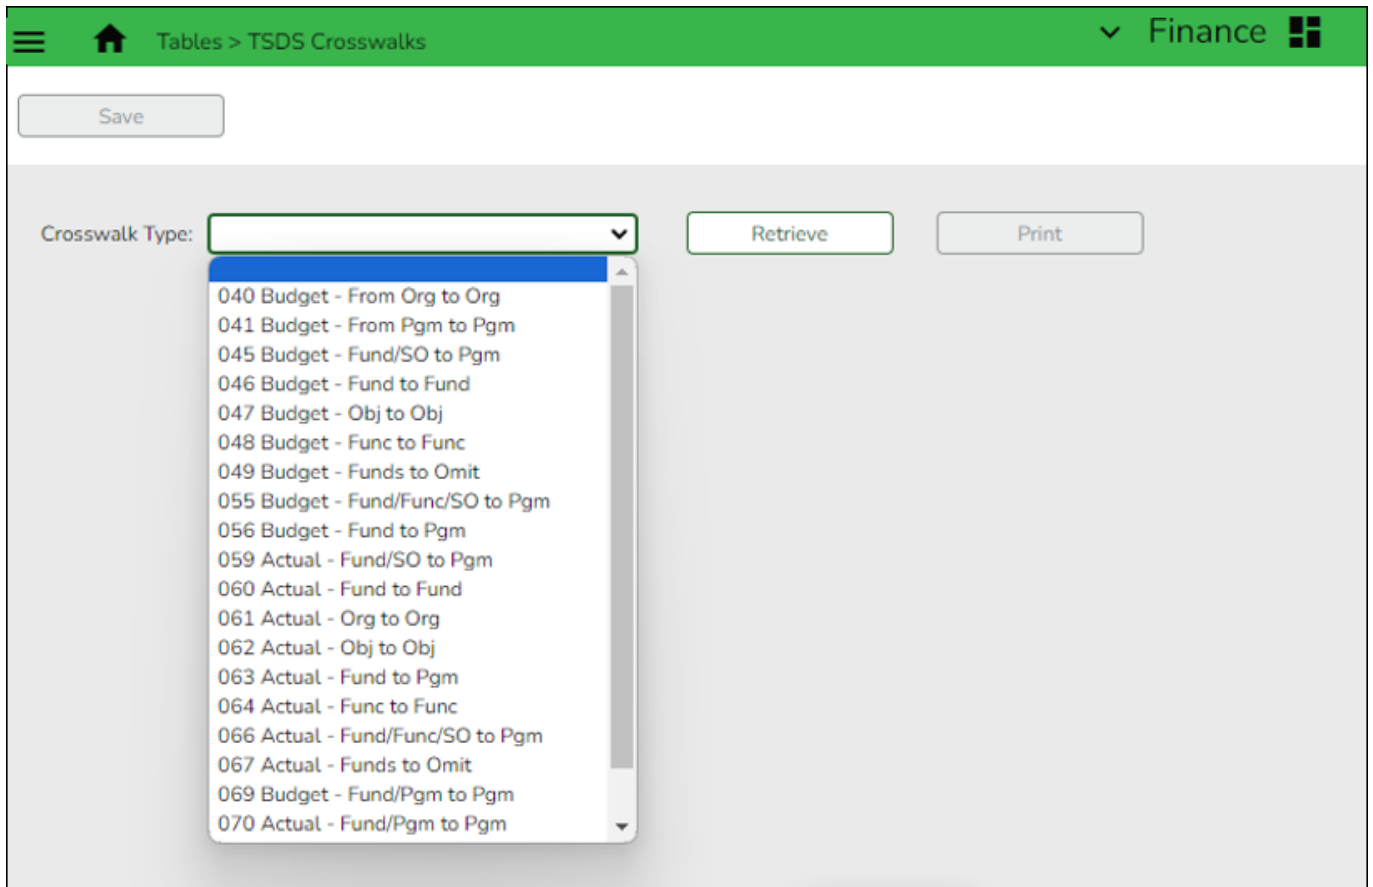 Tables > TSDS Crosswalks
Finance
Save
Crosswalk Type:
Retrieve
Print
040 Budget - From Org to Org
041 Budget - From Pgm to Pgm
045 Budget - Fund/SO to Pgm
046 Budget - Fund to Fund
047 Budget - Obj to Obj
048 Budget - Func to Func
049 Budget - Funds to Omit
055 Budget - Fund/Func/SO to Pgm
056 Budget - Fund to Pgm
059 Actual - Fund/SO to Pgm
060 Actual - Fund to Fund
061 Actual - Org to Org
062 Actual - Obj to Obj
063 Actual - Fund to Pgm
064 Actual - Func to Func
066 Actual - Fund/Func/SO to Pgm
067 Actual - Funds to Omit
069 Budget - Fund/Pgm to Pgm
070 Actual - Fund/Pgm to Pgm